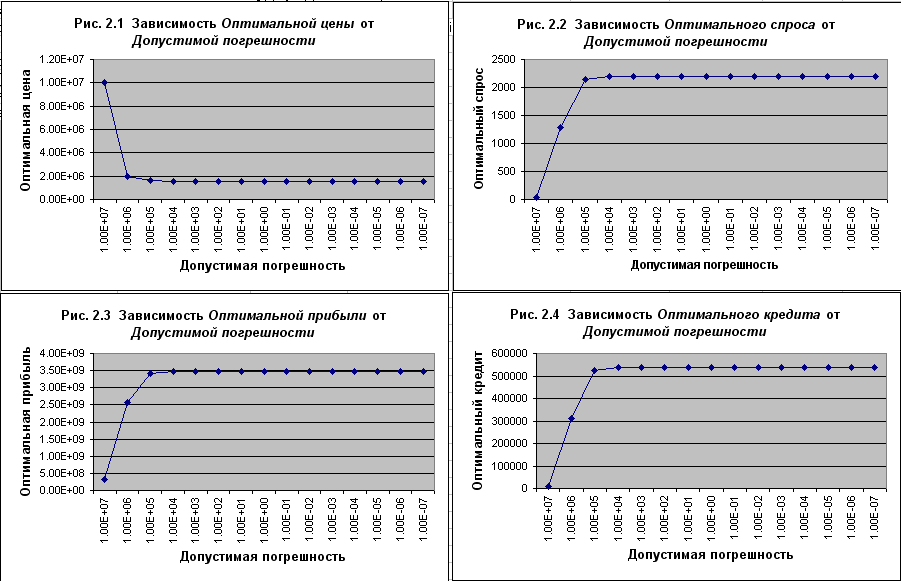 Рис. 2.1 Зависимость Оптимальной цены от
Допустимой погрешности
Оптимальная цена
1.20E+07
1.00E+07
8.00E+06
6.00E+06
4.00E+06
2.00E+06
0.00E+00
1.00E+07
1.00E+06
1.00E+05
1.00E+04
1.00E+03
1.00E+02
1.00E+01
1.00E+00
1.00E-01
1.00E-02
1.00E-03
1.00E-04
1.00E-05
1.00E-06
1.00E-07
Допустимая погрешность
Рис. 2.2 Зависимость Оптимального спроса от
Допустимой погрешности
Оптимальный спрос
2500
2000
1500
1000
500
0
1.00E+07
1.00E+06
1.00E+05
1.00E+04
1.00E+03
1.00E+02
1.00E+01
1.00E+00
1.00E-01
1.00E-02
1.00E-03
1.00E-04
1.00E-05
1.00E-06
1.00E-07
Допустимая погрешность
Рис. 2.3 Зависимость Оптимальной прибыли от
Допустимой погрешности
Оптимальная прибыль
4.00E+09
3.50E+09
3.00E+09
2.50E+09
2.00E+09
1.50E+09
1.00E+09
5.00E+08
0.00E+00
1.00E+07
1.00E+06
1.00E+05
1.00E+04
1.00E+03
1.00E+02
1.00E+01
1.00E+00
1.00E-01
1.00E-02
1.00E-03
1.00E-04
1.00E-05
1.00E-06
1.00E-07
Допустимая погрешность
Рис. 2.4 Зависимость Оптимального кредита от
Допустимой погрешности
Оптимальный кредит
600000
500000
400000
300000
200000
100000
0
1.00E+07
1.00E+06
1.00E+05
1.00E+04
1.00E+03
1.00E+02
1.00E+01
1.00E+00
1.00E-01
1.00E-02
1.00E-03
1.00E-04
1.00E-05
1.00E-06
1.00E-07
Допустимая погрешность